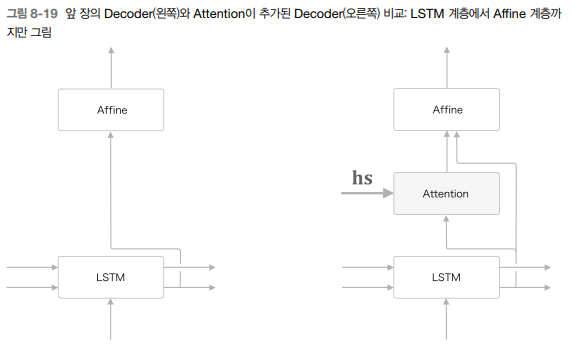 그림 8-19 앞 장의 Decoder(왼쪽)와 Attention이 추가된 Decoder(오른쪽) 비교: LSTM 계층에서 Affine 계층까
지만 그림
Affine
Affine
hs
Attention
LSTM
LSTM